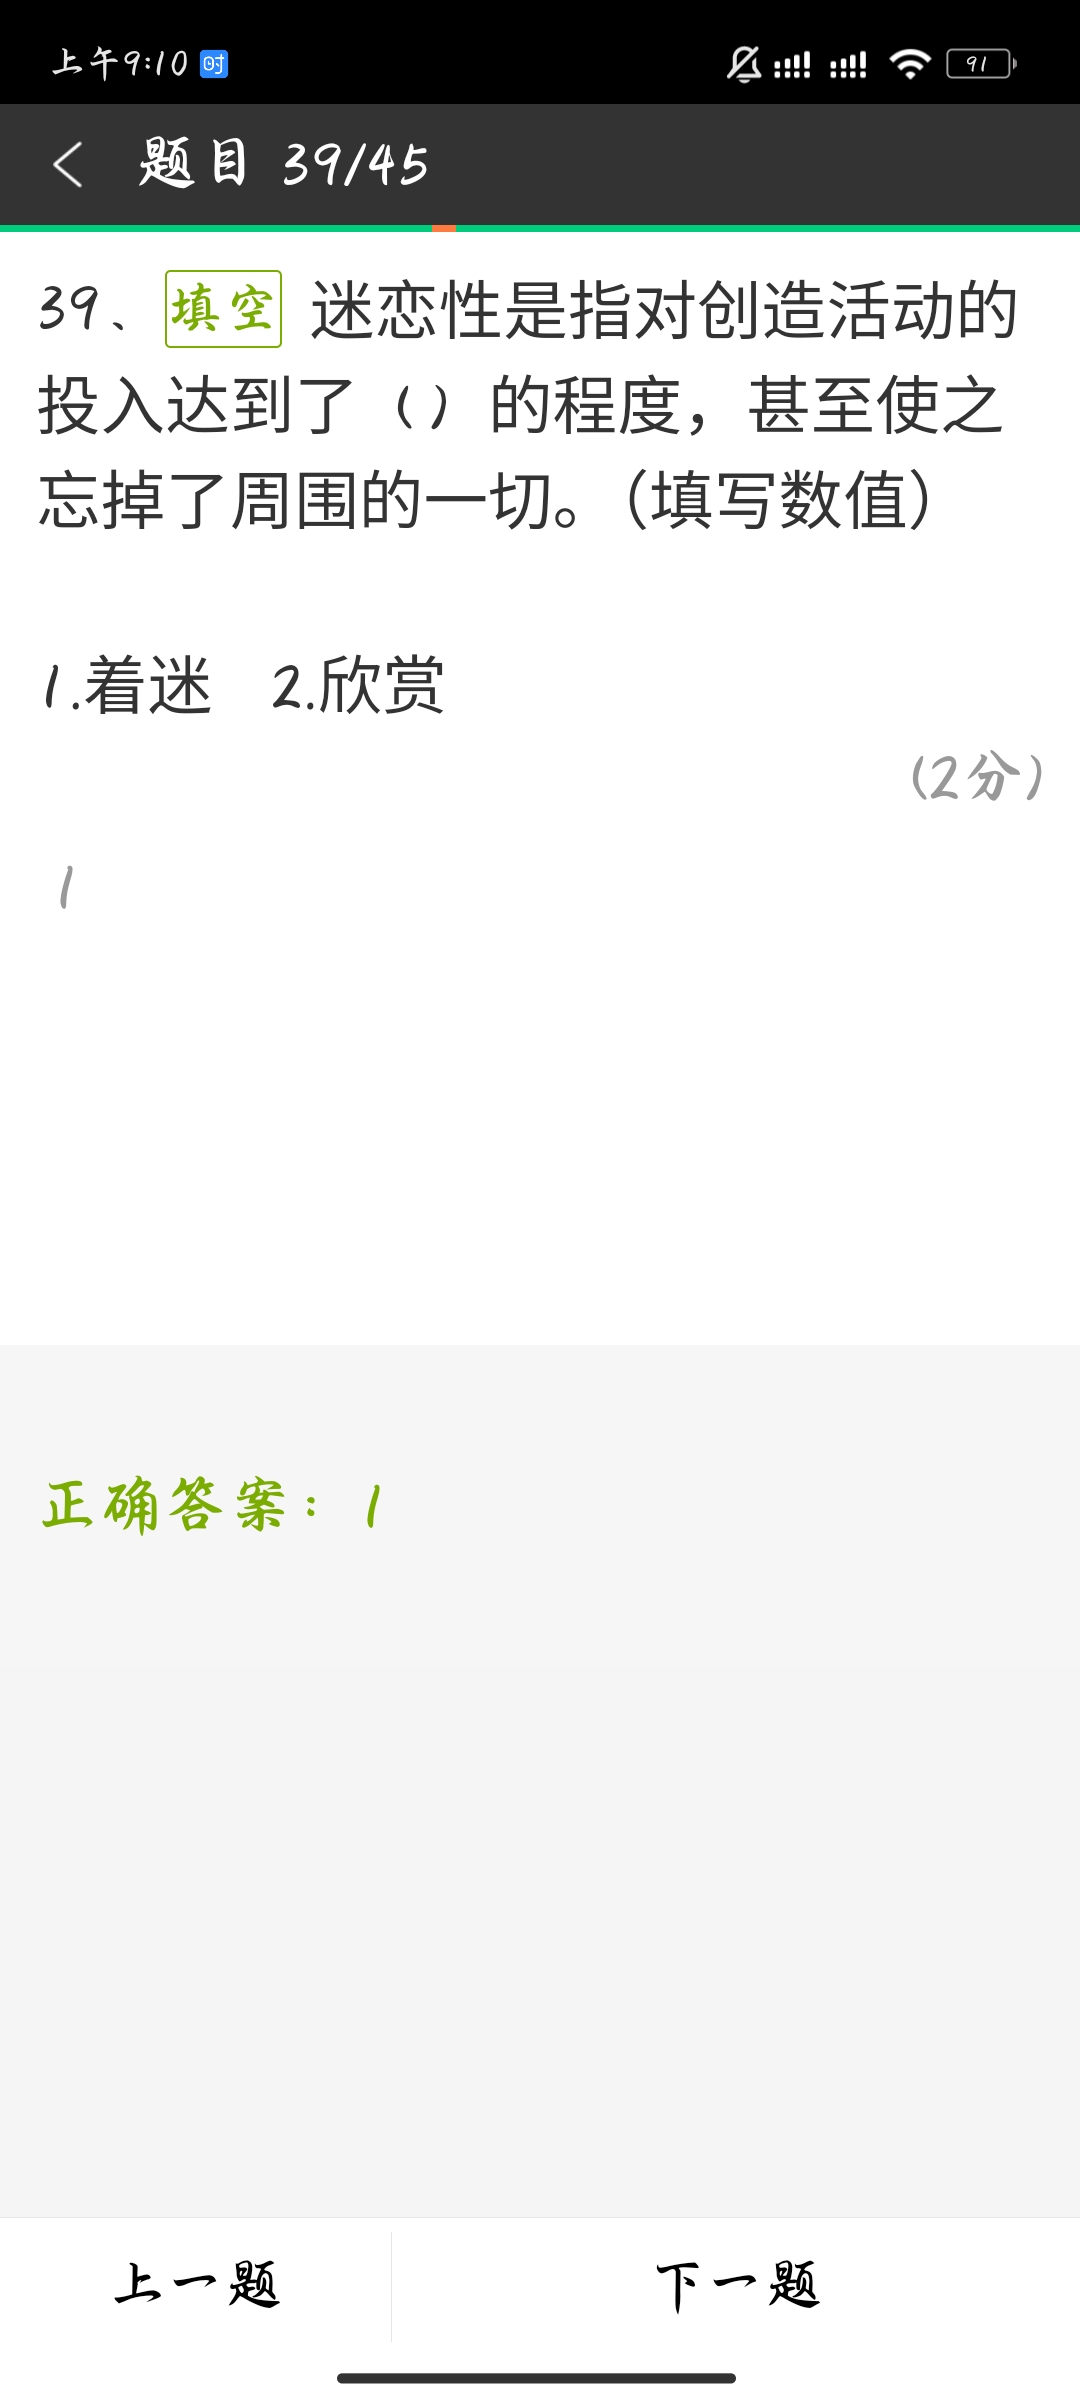 上午9:10 时 91
题目 39/45
39、填空 迷恋性是指对创造活动的
投入达到了（）的程度，甚至使之
忘掉了周围的一切。（填写数值）
1.着迷 2.欣赏
(2分)
1
正确答案：1
上一题 下一题